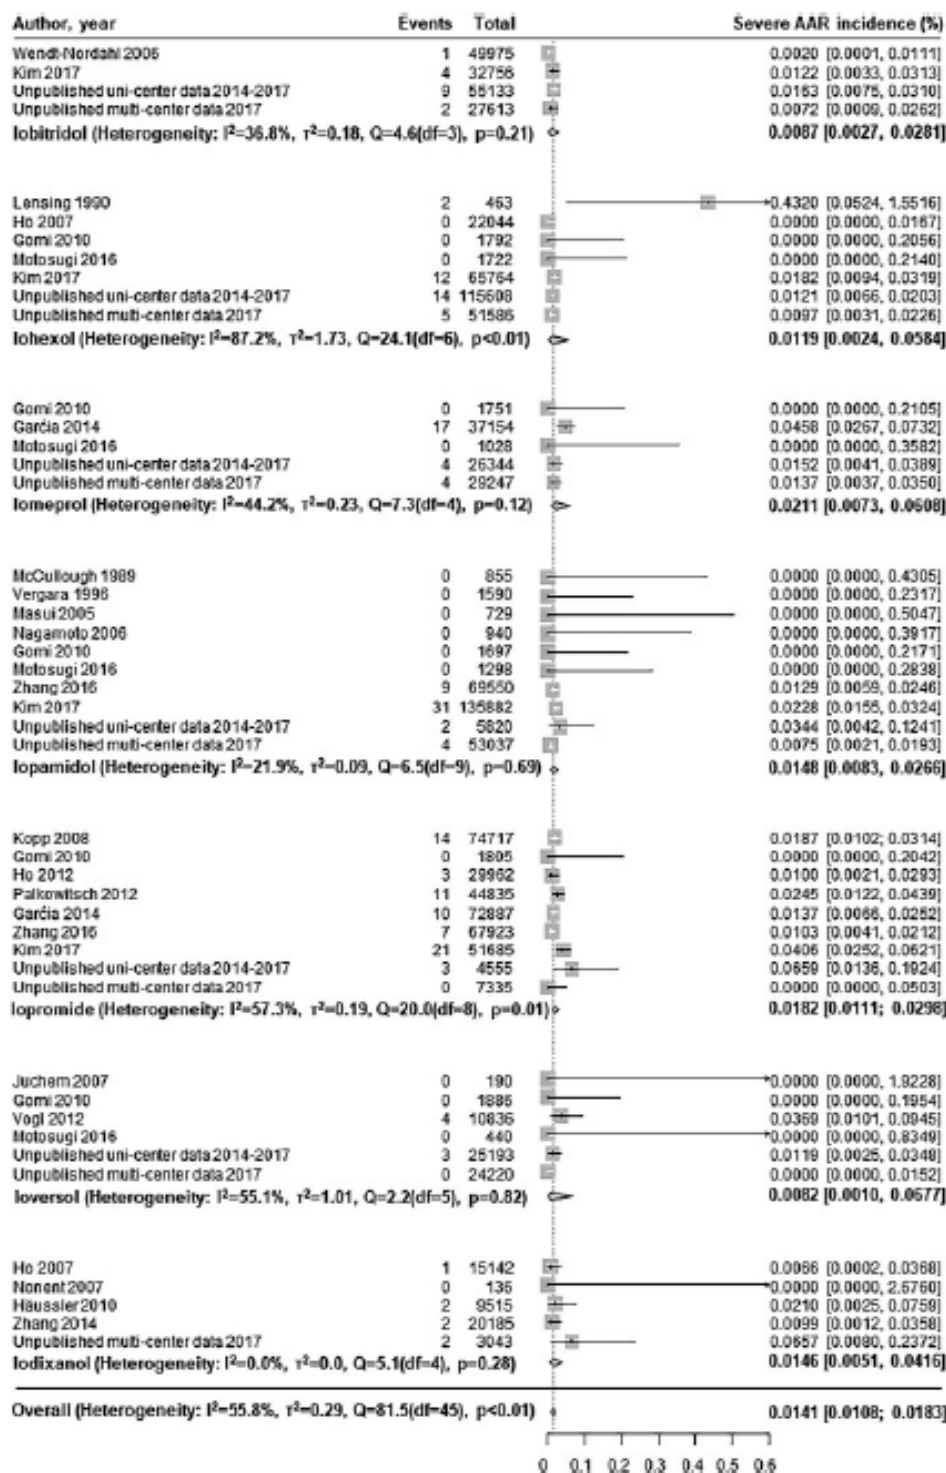 Author, year Events Total Severe AAR incidence (%)
Wendt-Nordahl 2006 1 49975 0.0020 [0.0001, 0.0111]
Kim 2017 4 32756 0.0122 [0.0033, 0.0313]
Unpublished uni-center data 2014-2017 9 55133 0.0163 [0.0075, 0.0310]
Unpublished multi-center data 2017 2 27613 0.0072 [0.0009, 0.0262]
Iobitridol (Heterogeneity: I²=36.8%, τ²=0.18, Q=4.6(df=3), p=0.21) 0.0087 [0.0027, 0.0281]
Lensing 1990 2 463 0.4320 [0.0524, 1.5516]
Ho 2007 0 22044 0.0000 [0.0000, 0.0167]
Gomi 2010 0 1792 0.0000 [0.0000, 0.2056]
Motosugi 2016 0 1722 0.0000 [0.0000, 0.2140]
Kim 2017 12 65764 0.0182 [0.0094, 0.0319]
Unpublished uni-center data 2014-2017 14 115608 0.0121 [0.0066, 0.0203]
Unpublished multi-center data 2017 5 51586 0.0097 [0.0031, 0.0226]
Iohexol (Heterogeneity: I²=87.2%, τ²=1.73, Q=24.1(df=6), p<0.01) 0.0119 [0.0024, 0.0584]
Gomi 2010 0 1751 0.0000 [0.0000, 0.2105]
Garćia 2014 17 37154 0.0458 [0.0267, 0.0732]
Motosugi 2016 0 1028 0.0000 [0.0000, 0.3582]
Unpublished uni-center data 2014-2017 4 26344 0.0152 [0.0041, 0.0389]
Unpublished multi-center data 2017 4 29247 0.0137 [0.0037, 0.0350]
Iomeprol (Heterogeneity: I²=44.2%, τ²=0.23, Q=7.3(df=4), p=0.12) 0.0211 [0.0073, 0.0608]
McCullough 1989 0 855 0.0000 [0.0000, 0.4305]
Vergara 1996 0 1590 0.0000 [0.0000, 0.2317]
Masui 2005 0 729 0.0000 [0.0000, 0.5047]
Nagamoto 2006 0 940 0.0000 [0.0000, 0.3917]
Gomi 2010 0 1697 0.0000 [0.0000, 0.2171]
Motosugi 2016 0 1298 0.0000 [0.0000, 0.2838]
Zhang 2016 9 69550 0.0129 [0.0059, 0.0246]
Kim 2017 31 135882 0.0228 [0.0155, 0.0324]
Unpublished uni-center data 2014-2017 2 5820 0.0344 [0.0042, 0.1241]
Unpublished multi-center data 2017 4 53037 0.0075 [0.0021, 0.0193]
Iopamidol (Heterogeneity: I²=21.9%, τ²=0.09, Q=6.5(df=9), p=0.69) 0.0148 [0.0083, 0.0266]
Kopp 2008 14 74717 0.0187 [0.0102; 0.0314]
Gomi 2010 0 1805 0.0000 [0.0000, 0.2042]
Ho 2012 3 29962 0.0100 [0.0021, 0.0293]
Palkowitsch 2012 11 44835 0.0245 [0.0122, 0.0439]
Garćia 2014 10 72887 0.0137 [0.0066, 0.0252]
Zhang 2016 7 67923 0.0103 [0.0041, 0.0212]
Kim 2017 21 51685 0.0406 [0.0252, 0.0621]
Unpublished uni-center data 2014-2017 3 4555 0.0659 [0.0136, 0.1924]
Unpublished multi-center data 2017 0 7335 0.0000 [0.0000, 0.0503]
Iopromide (Heterogeneity: I²=57.3%, τ²=0.19, Q=20.0(df=8), p=0.01) 0.0182 [0.0111; 0.0298]
Juchem 2007 0 190 0.0000 [0.0000, 1.9228]
Gomi 2010 0 1886 0.0000 [0.0000, 0.1954]
Vogl 2012 4 10836 0.0369 [0.0101, 0.0945]
Motosugi 2016 0 440 0.0000 [0.0000, 0.8349]
Unpublished uni-center data 2014-2017 3 25193 0.0119 [0.0025, 0.0348]
Unpublished multi-center data 2017 0 24220 0.0000 [0.0000, 0.0152]
Ioversol (Heterogeneity: I²=55.1%, τ²=1.01, Q=2.2(df=5), p=0.82) 0.0082 [0.0010, 0.0677]
Ho 2007 1 15142 0.0066 [0.0002, 0.0368]
Nonent 2007 0 136 0.0000 [0.0000, 2.6760]
Häussler 2010 2 9515 0.0210 [0.0025, 0.0759]
Zhang 2014 2 20185 0.0099 [0.0012, 0.0358]
Unpublished multi-center data 2017 2 3043 0.0657 [0.0080, 0.2372]
Iodixanol (Heterogeneity: I²=0.0%, τ²=0.0, Q=5.1(df=4), p=0.28) 0.0146 [0.0051, 0.0416]
Overall (Heterogeneity: I²=55.8%, τ²=0.29, Q=81.5(df=45), p<0.01) 0.0141 [0.0108; 0.0183]
0 0.1 0.2 0.3 0.4 0.5 0.6